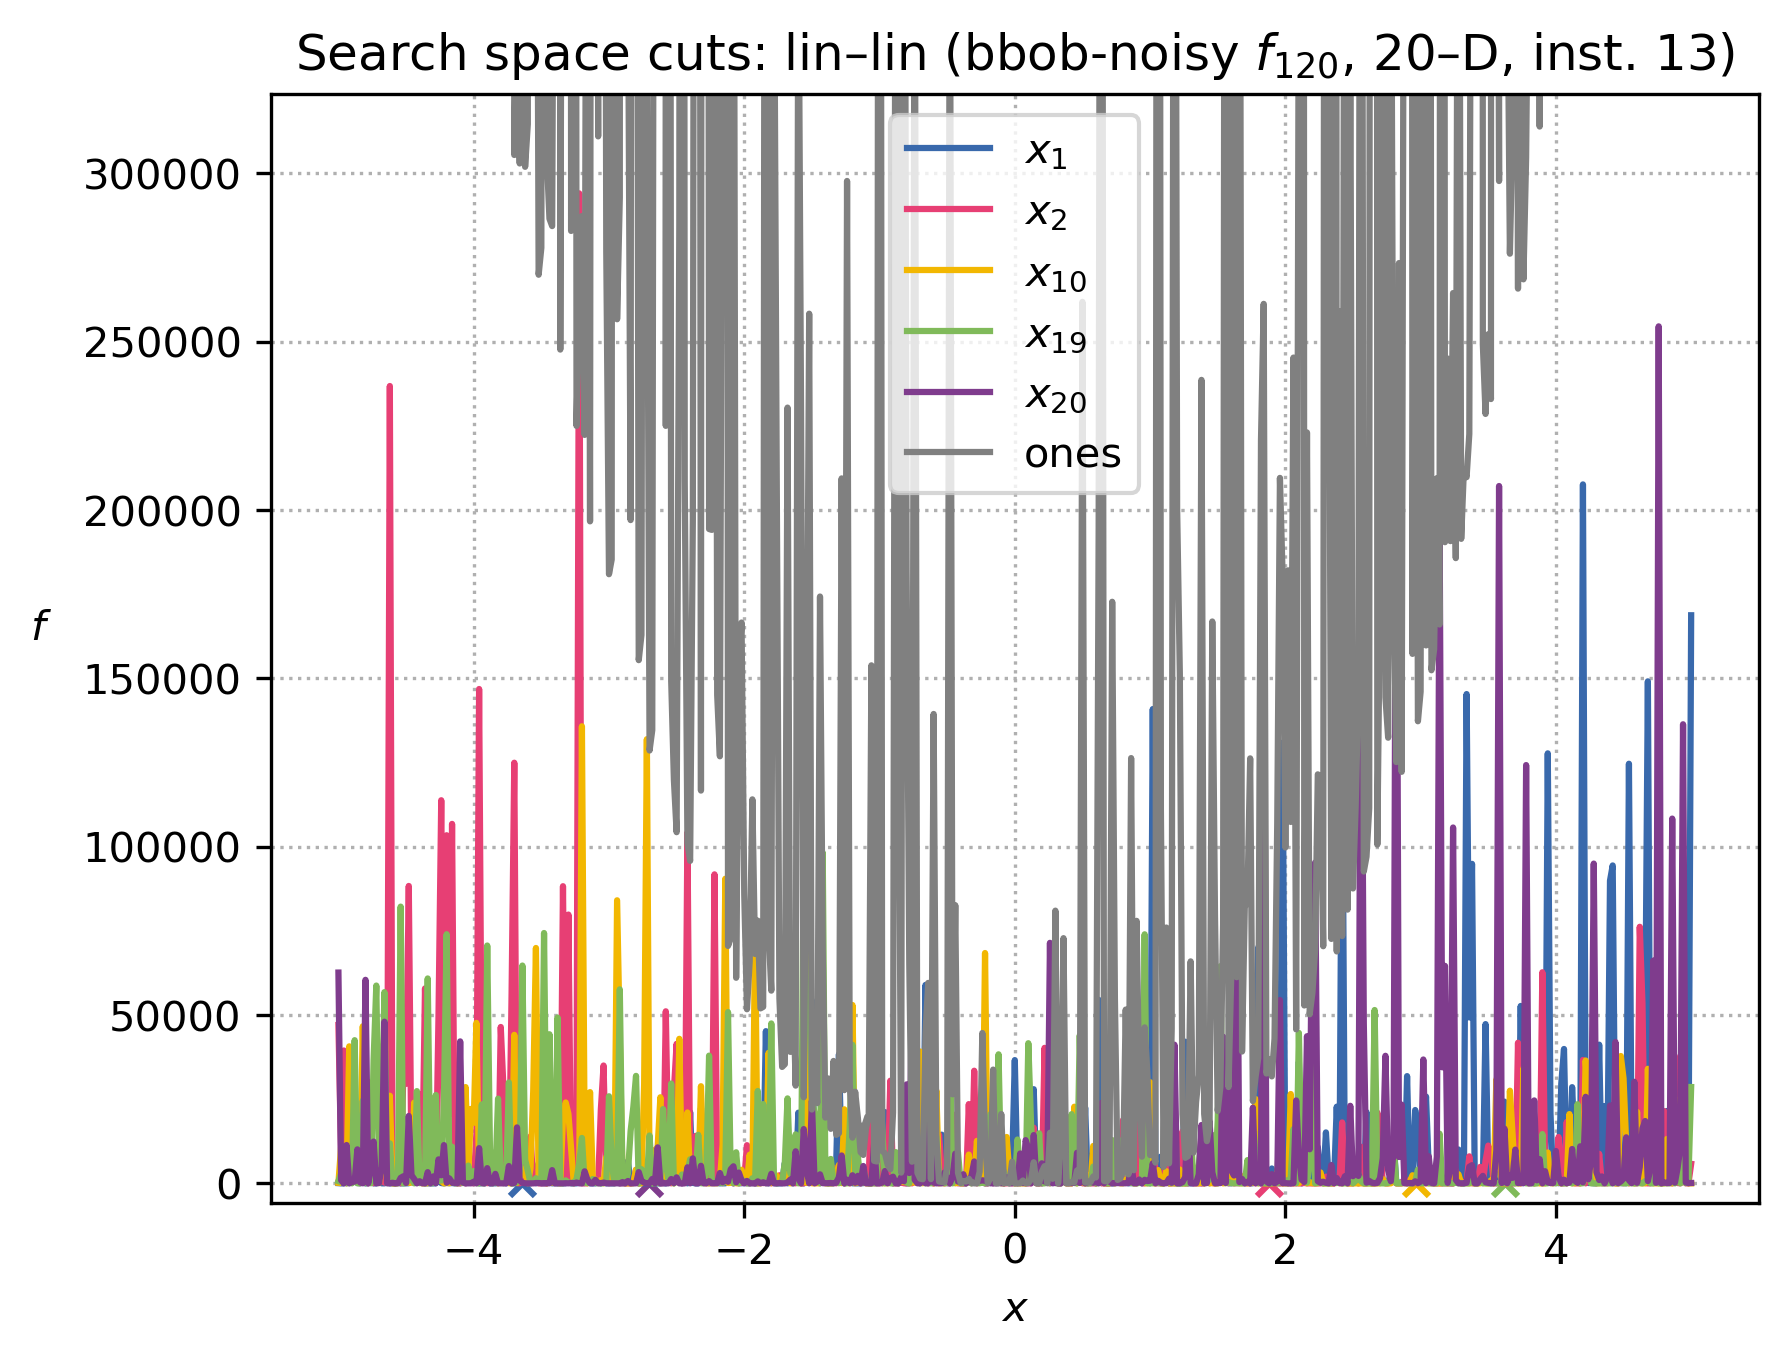 Search space cuts: lin–lin (bbob-noisy f₁₂₀, 20–D, inst. 13)
300000
250000
200000
150000
100000
50000
0
f
x₁
x₂
x₁₀
x₁₉
x₂₀
ones
−4 −2 0 2 4
x